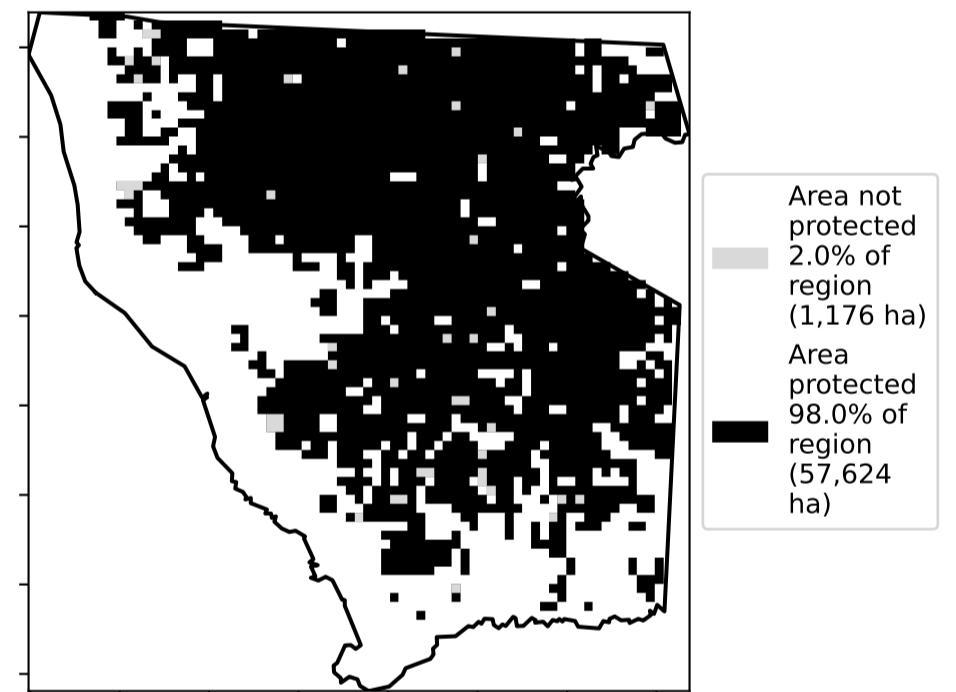 Area not
protected
2.0% of
region
(1,176 ha)
Area
protected
98.0% of
region
(57,624
ha)